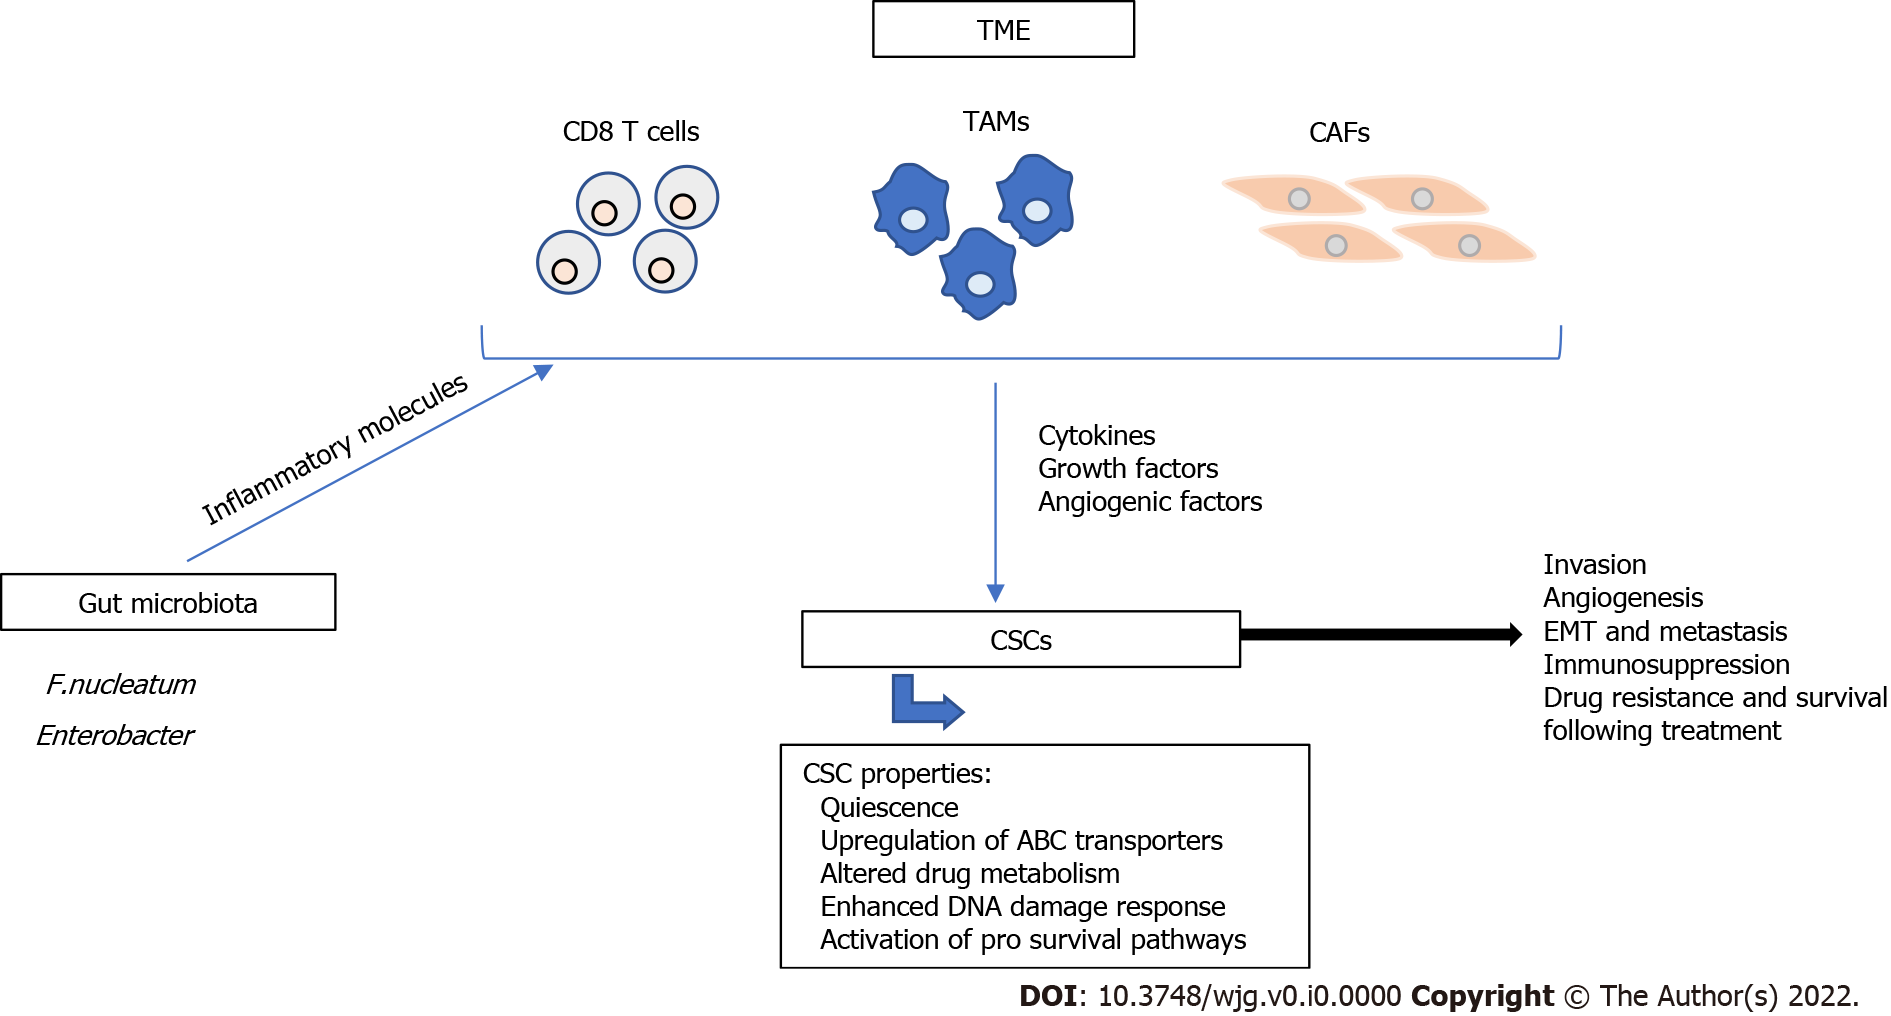 TME
CD8 T cells
TAMs
CAFs
Inflammatory molecules
Cytokines
Growth factors
Angiogenic factors
Gut microbiota
F.nucleatum
Enterobacter
CSCs
Invasion
Angiogenesis
EMT and metastasis
Immunosuppression
Drug resistance and survival
following treatment
CSC properties:
Quiescence
Upregulation of ABC transporters
Altered drug metabolism
Enhanced DNA damage response
Activation of pro survival pathways
DOI: 10.3748/wjg.v0.i0.0000 Copyright © The Author(s) 2022.